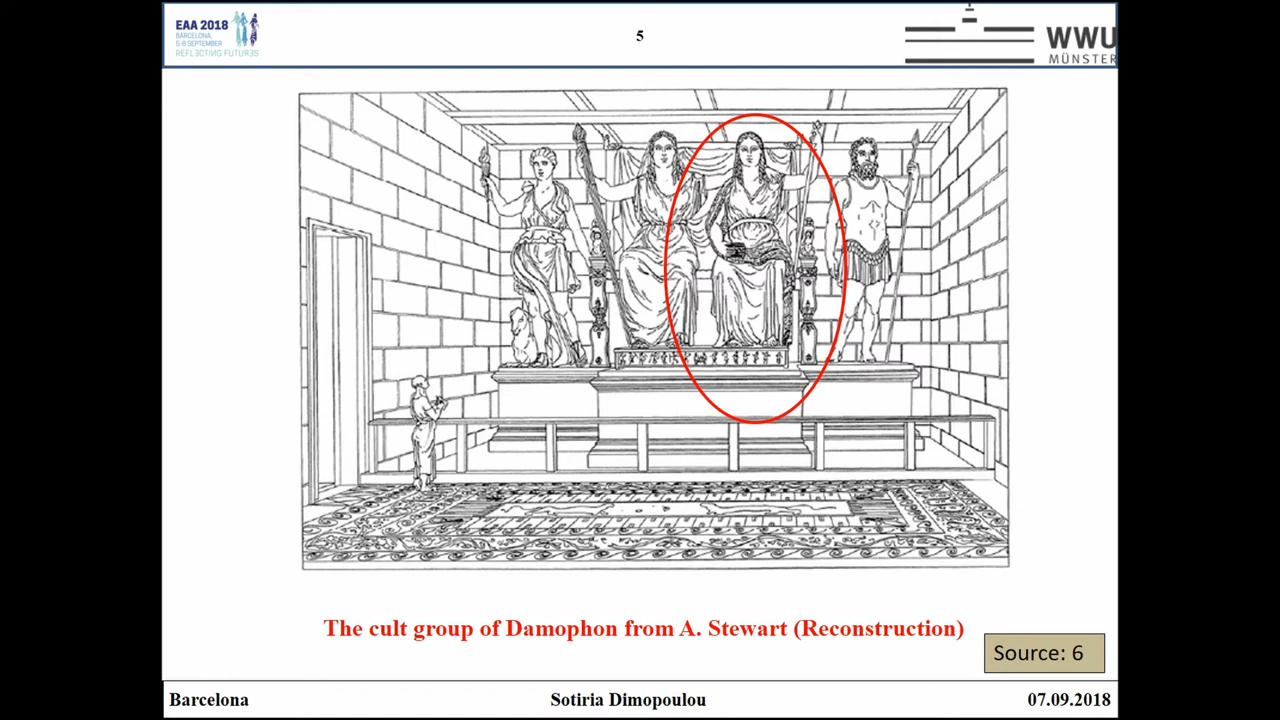 EAA 2018
BARCELONA,
5-8 SEPTEMBER
REFLECTING FUTURES
5
WWU
MÜNSTER
The cult group of Damophon from A. Stewart (Reconstruction)
Source: 6
Barcelona
Sotiria Dimopoulou
07.09.2018